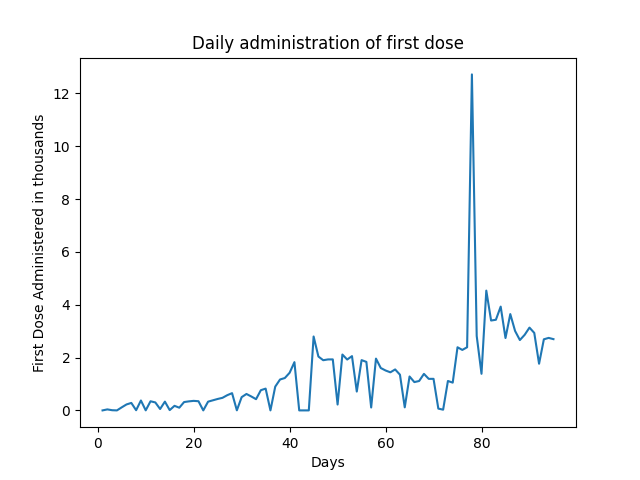 Daily administration of first dose
First Dose Administered in thousands
12
10
8
6
4
2
0
0 20 40 60 80
Days